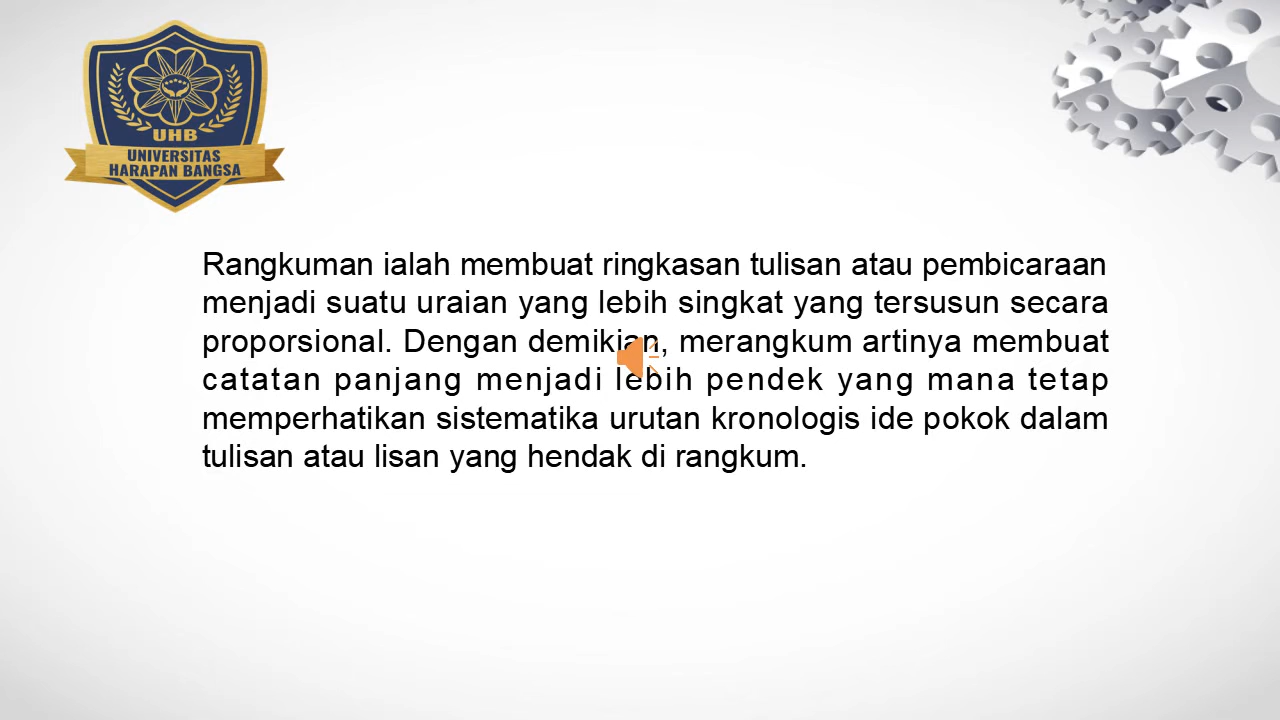 UHB
UNIVERSITAS
HARAPAN BANGSA
Rangkuman ialah membuat ringkasan tulisan atau pembicaraan
menjadi suatu uraian yang lebih singkat yang tersusun secara
proporsional. Dengan demikian, merangkum artinya membuat
catatan panjang menjadi lebih pendek yang mana tetap
memperhatikan sistematika urutan kronologis ide pokok dalam
tulisan atau lisan yang hendak di rangkum.